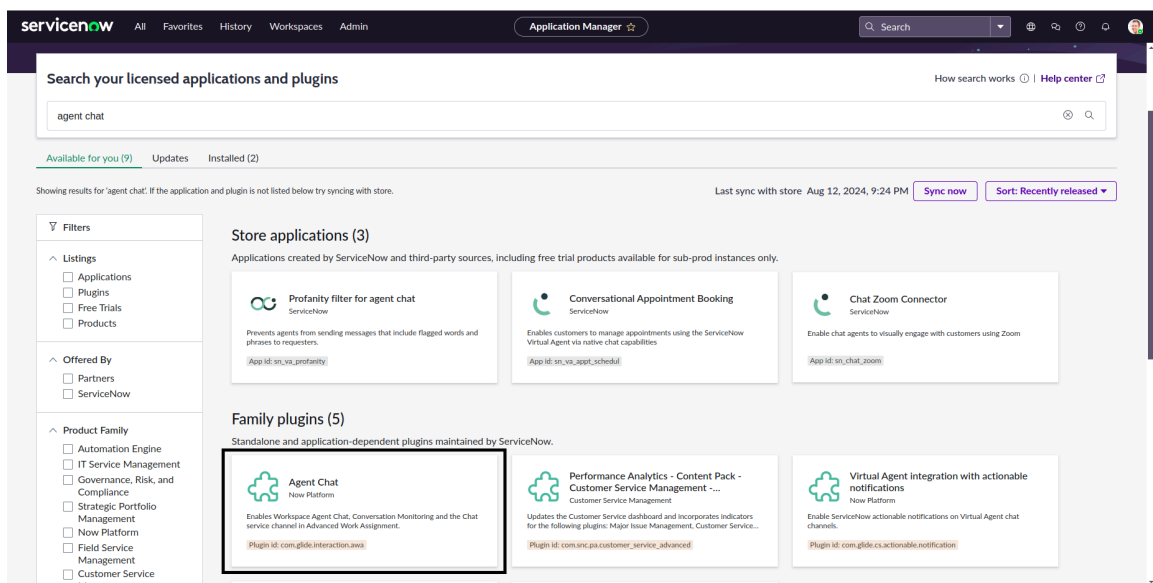 servicenow All Favorites History Workspaces Admin Application Manager Search
Search your licensed applications and plugins
How search works | Help center
agent chat
Available for you (9) Updates Installed (2)
Showing results for 'agent chat'. If the application and plugin is not listed below try syncing with store.
Last sync with store Aug 12, 2024, 9:24 PM Sync now Sort: Recently released
Filters
Listings
Applications
Plugins
Free Trials
Products
Offered By
Partners
ServiceNow
Product Family
Automation Engine
IT Service Management
Governance, Risk, and
Compliance
Strategic Portfolio
Management
Now Platform
Field Service
Management
Customer Service
Store applications (3)
Applications created by ServiceNow and third-party sources, including free trial products available for sub-prod instances only.
Profanity filter for agent chat
ServiceNow
Prevents agents from sending messages that include flagged words and
phrases to requesters.
App id: sn_va_profanity
Conversational Appointment Booking
ServiceNow
Enables customers to manage appointments using the ServiceNow
Virtual Agent via native chat capabilities
App id: sn_va_appt_schedul
Chat Zoom Connector
ServiceNow
Enable chat agents to visually engage with customers using Zoom
App id: sn_chat_zoom
Family plugins (5)
Standalone and application-dependent plugins maintained by ServiceNow.
Agent Chat
Now Platform
Enables Workspace Agent Chat, Conversation Monitoring and the Chat
service channel in Advanced Work Assignment.
Plugin id: com.glide.interaction.awa
Performance Analytics - Content Pack -
Customer Service Management -...
Customer Service Management
Updates the Customer Service dashboard and incorporates indicators
for the following plugins: Major Issue Management, Customer Service...
Plugin id: com.snc.pa.customer_service_advanced
Virtual Agent integration with actionable
notifications
Now Platform
Enable ServiceNow actionable notifications on Virtual Agent chat
channels.
Plugin id: com.glide.cs.actionable.notification